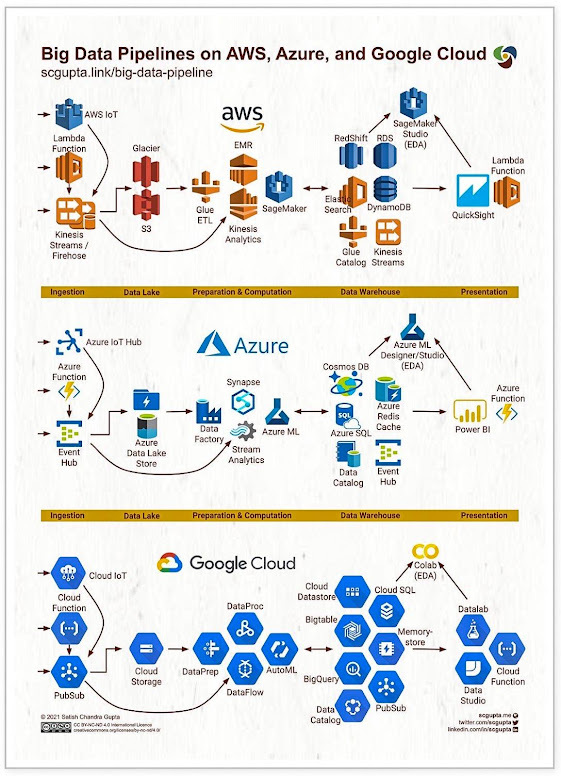 Big Data Pipelines on AWS, Azure, and Google Cloud
scgupta.link/big-data-pipeline
AWS IoT
Lambda
Function
Kinesis
Streams /
Firehose
Glacier
S3
aws
EMR
Glue
ETL
Kinesis
Analytics
SageMaker
RedShift
RDS
Elastic
Search
DynamoDB
Glue
Catalog
Kinesis
Streams
SageMaker
Studio
(EDA)
QuickSight
Lambda
Function
Ingestion
Data Lake
Preparation & Computation
Data Warehouse
Presentation
Azure IoT Hub
Azure
Function
Event
Hub
Azure
Data Lake
Store
Azure
Synapse
Data
Factory
Azure ML
Stream
Analytics
Cosmos DB
Azure
Redis
Cache
SQL
Azure SQL
Data
Catalog
Event
Hub
Azure ML
Designer/Studio
(EDA)
Power BI
Azure
Function
Ingestion
Data Lake
Preparation & Computation
Data Warehouse
Presentation
Cloud IoT
Cloud
Function
PubSub
Cloud
Storage
Google Cloud
DataProc
DataPrep
AutoML
DataFlow
Cloud
Datastore
Cloud SQL
Bigtable
Memory-
store
BigQuery
Data
Catalog
PubSub
Colab
(EDA)
Datalab
Data
Studio
Cloud
Function
© 2021 Satish Chandra Gupta
CC BY-NC-ND 4.0 International Licence
creativecommons.org/licenses/by-nc-nd/4.0/
scgupta.me
twitter.com/scgupta
linkedin.com/in/scgupta